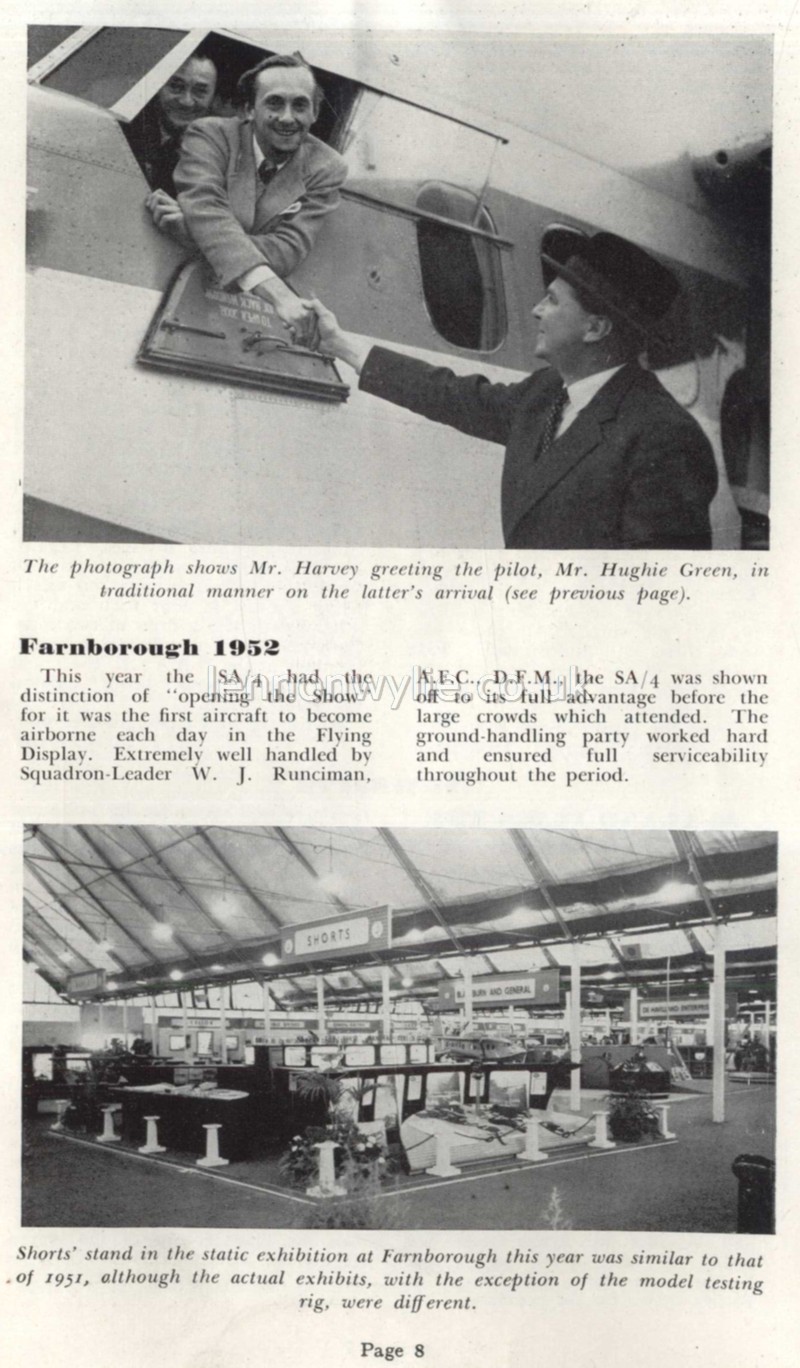 The photograph shows Mr. Harvey greeting the pilot, Mr. Hughie Green, in
traditional manner on the latter's arrival (see previous page).
Farnborough 1952
This year the SA/4 had the
distinction of "opening the Show"
for it was the first aircraft to become
airborne each day in the Flying
Display. Extremely well handled by
Squadron-Leader W. J. Runciman,
A.F.C., D.F.M., the SA/4 was shown
off to its full advantage before the
large crowds which attended. The
ground-handling party worked hard
and ensured full serviceability
throughout the period.
lennonwylie.co.uk
SHORTS
BLACKBURN AND GENERAL
Shorts' stand in the static exhibition at Farnborough this year was similar to that
of 1951, although the actual exhibits, with the exception of the model testing
rig, were different.
Page 8